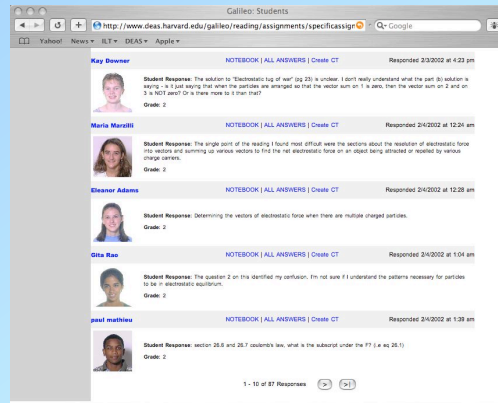 Galileo: Students
http://www.deas.harvard.edu/galileo/reading/assignments/specificassign
Q- Google
Yahoo! News ▾ ILT ▾ DEAS ▾ Apple ▾
Kay Downer NOTEBOOK | ALL ANSWERS | Create CT Responded 2/3/2002 at 4:23 pm
Student Response: The solution to "Electrostatic tug of war" (pg 23) is unclear. I don't really understand what the part (b) solution is
saying - is it just saying that when the particles are arranged so that the vector sum on 1 is zero, then the vector sum on 2 and on
3 is NOT zero? Or is there more to it than that?
Grade: 2
Maria Marzilli NOTEBOOK | ALL ANSWERS | Create CT Responded 2/4/2002 at 12:24 am
Student Response: The single point of the reading I found most difficult were the sections about the resolution of electrostatic force
into vectors and summing up various vectors to find the net electrostatic force on an object being attracted or repelled by various
charge carriers.
Grade: 2
Eleanor Adams NOTEBOOK | ALL ANSWERS | Create CT Responded 2/4/2002 at 12:28 am
Student Response: Determining the vectors of electrostatic force when there are multiple charged particles.
Grade: 2
Gita Rao NOTEBOOK | ALL ANSWERS | Create CT Responded 2/4/2002 at 1:04 am
Student Response: The question 2 on this identified my confusion. I'm not sure if I understand the patterns necessary for particles
to be in electrostatic equilibrium.
Grade: 2
paul mathieu NOTEBOOK | ALL ANSWERS | Create CT Responded 2/4/2002 at 1:39 am
Student Response: section 26.6 and 26.7 coulomb's law, what is the subscript under the F? (i.e eq 26.1)
Grade: 2
1 - 10 of 87 Responses > >|